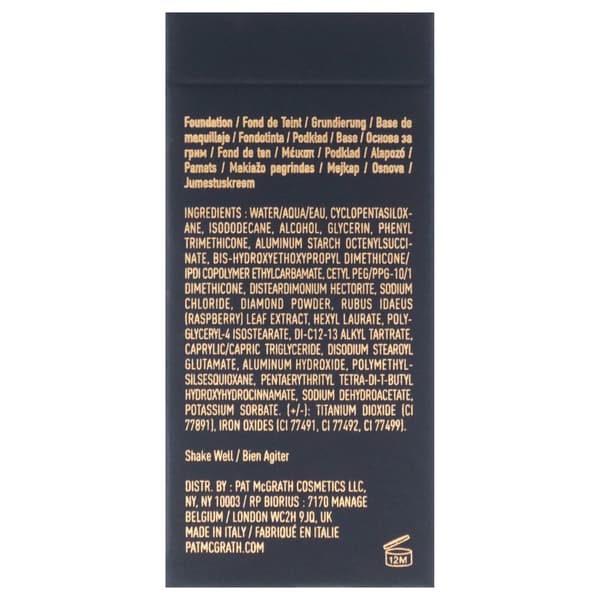 Foundation / Fond de Teint / Grundierung / Base de
maquillaje / Fondotinta / Podkład / Base / Основа за
грим / Fond de ten / Μέικαπ / Podklad / Alapozó /
Pamats / Makiažo pagrindas / Mejkap / Osnova /
Jumestuskreem
INGREDIENTS : WATER/AQUA/EAU, CYCLOPENTASILOX-
ANE, ISODODECANE, ALCOHOL, GLYCERIN, PHENYL
TRIMETHICONE, ALUMINUM STARCH OCTENYLSUCCI-
NATE, BIS-HYDROXYETHOXYPROPYL DIMETHICONE/
IPDI COPOLYMER ETHYLCARBAMATE, CETYL PEG/PPG-10/1
DIMETHICONE, DISTEARDIMONIUM HECTORITE, SODIUM
CHLORIDE, DIAMOND POWDER, RUBUS IDAEUS
(RASPBERRY) LEAF EXTRACT, HEXYL LAURATE, POLY-
GLYCERYL-4 ISOSTEARATE, DI-C12-13 ALKYL TARTRATE,
CAPRYLIC/CAPRIC TRIGLYCERIDE, DISODIUM STEAROYL
GLUTAMATE, ALUMINUM HYDROXIDE, POLYMETHYL-
SILSESQUIOXANE, PENTAERYTHRITYL TETRA-DI-T-BUTYL
HYDROXYHYDROCINNAMATE, SODIUM DEHYDROACETATE,
POTASSIUM SORBATE. (+/-): TITANIUM DIOXIDE (CI
77891), IRON OXIDES (CI 77491, CI 77492, CI 77499).
Shake Well / Bien Agiter
DISTR. BY : PAT McGRATH COSMETICS LLC,
NY, NY 10003 / RP BIORIUS : 7170 MANAGE
BELGIUM / LONDON WC2H 9JQ, UK
MADE IN ITALY / FABRIQUÉ EN ITALIE
PATMCGRATH.COM
12M